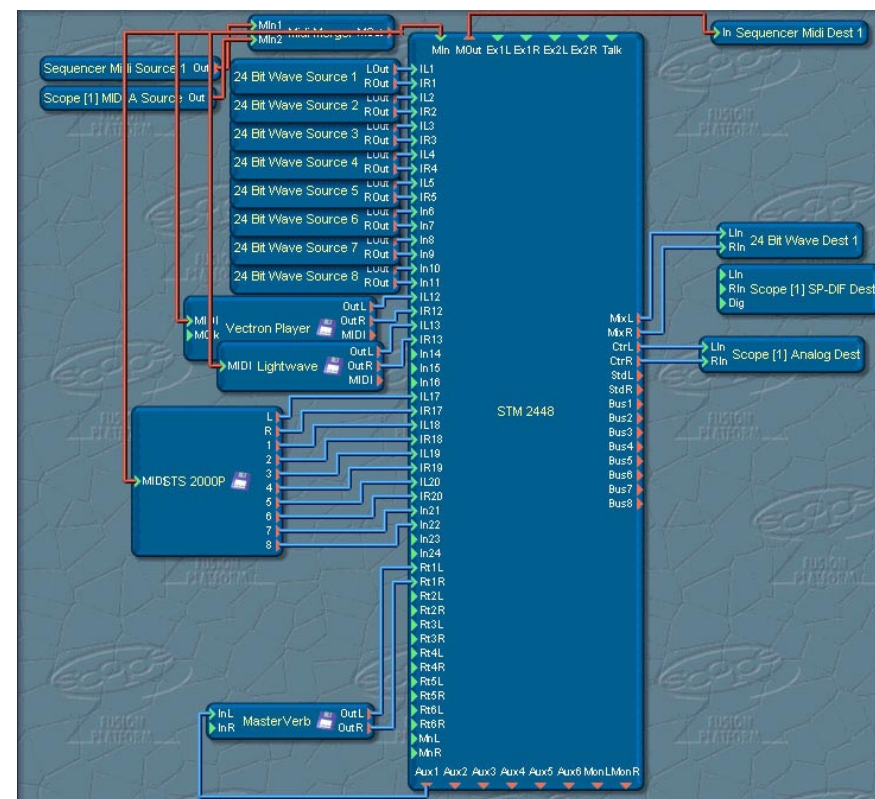 MIn1
MIn2 Midi Merger MOut
In Sequencer Midi Dest 1
MIn MOut Ex1L Ex1R Ex2L Ex2R Talk
Sequencer Midi Source 1 Out
Scope [1] MIDI A Source Out
24 Bit Wave Source 1 LOut ROut
24 Bit Wave Source 2 LOut ROut
24 Bit Wave Source 3 LOut ROut
24 Bit Wave Source 4 LOut ROut
24 Bit Wave Source 5 LOut ROut
24 Bit Wave Source 6 LOut ROut
24 Bit Wave Source 7 LOut ROut
24 Bit Wave Source 8 LOut ROut
MIDI
Vectron Player
OutL
OutR
MIDI
MIDI Lightwave
OutL
OutR
MIDI
MIDI STS 2000P
L
R
1
2
3
4
5
6
7
8
InL
InR
MasterVerb
OutL
OutR
IL1
IR1
IL2
IR2
IL3
IR3
IL4
IR4
IL5
IR5
In6
In7
In8
In9
In10
In11
IL12
IR12
IL13
IR13
In14
In15
In16
IL17
IR17
IL18
IR18
IL19
IR19
IL20
IR20
In21
In22
In23
In24
Rt1L
Rt1R
Rt2L
Rt2R
Rt3L
Rt3R
Rt4L
Rt4R
Rt5L
Rt5R
Rt6L
Rt6R
MnL
MnR
STM 2448
MixL
MixR
CtrL
CtrR
StdL
StdR
Bus1
Bus2
Bus3
Bus4
Bus5
Bus6
Bus7
Bus8
Aux1 Aux2 Aux3 Aux4 Aux5 Aux6 MonL MonR
LIn
RIn 24 Bit Wave Dest 1
LIn
RIn Scope [1] SP-DIF Dest
Dig
LIn
RIn Scope [1] Analog Dest
scope
FUSION
PLATFORM